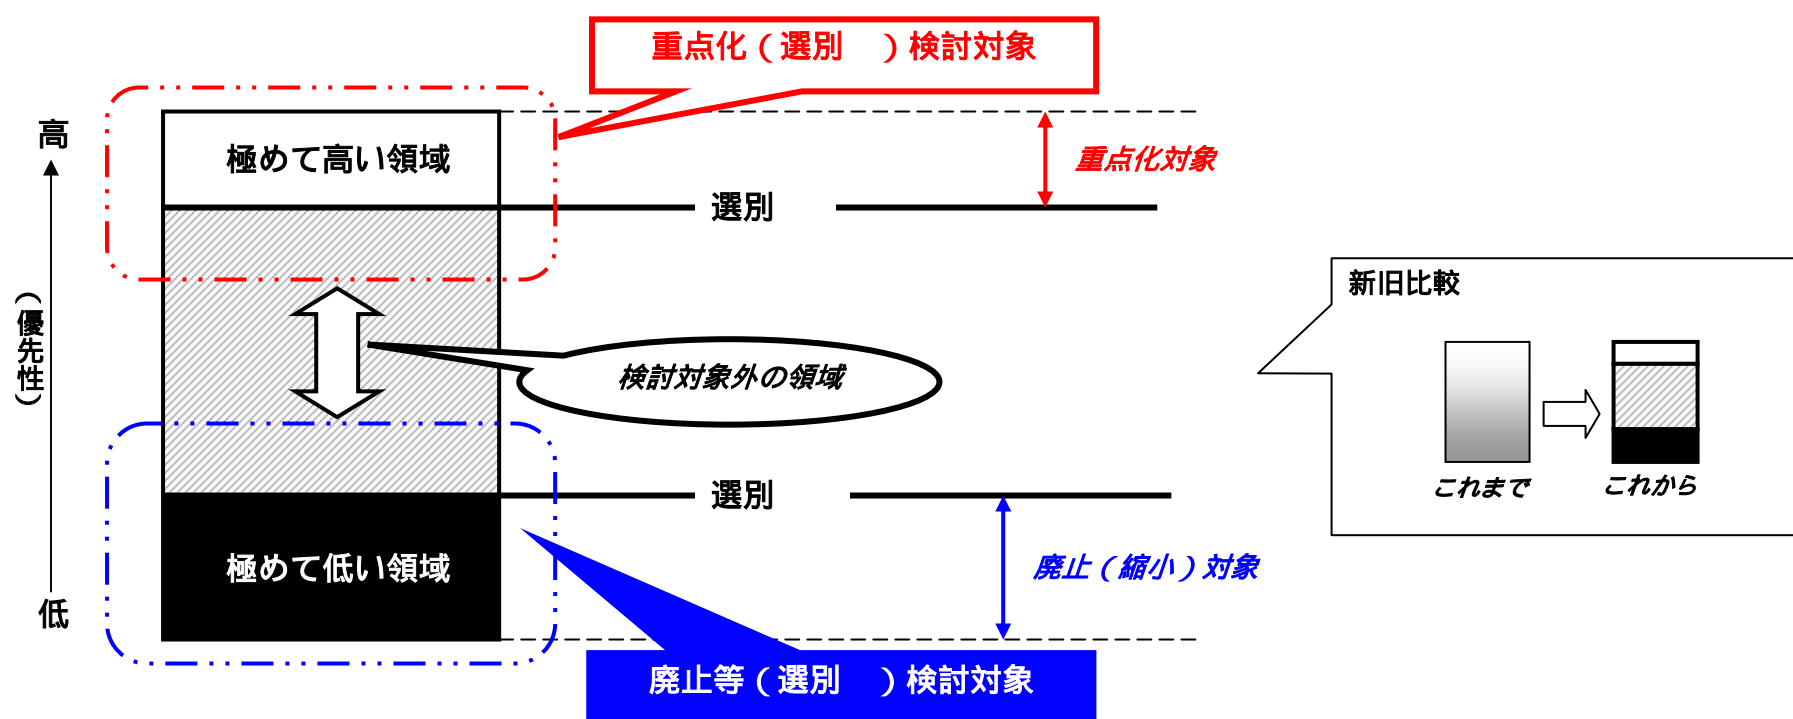 重点化（選別　）検討対象
高
極めて高い領域
重点化対象
選別
新旧比較
（優先性）
検討対象外の領域
これまで
これから
選別
極めて低い領域
廃止（縮小）対象
低
廃止等（選別　）検討対象